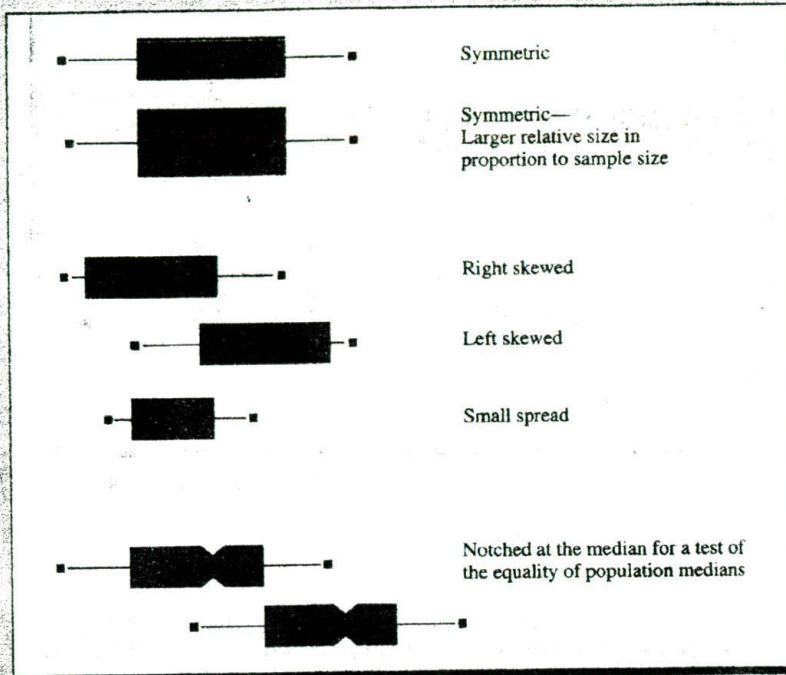 Symmetric
Symmetric—
Larger relative size in
proportion to sample size
Right skewed
Left skewed
Small spread
Notched at the median for a test of
the equality of population medians